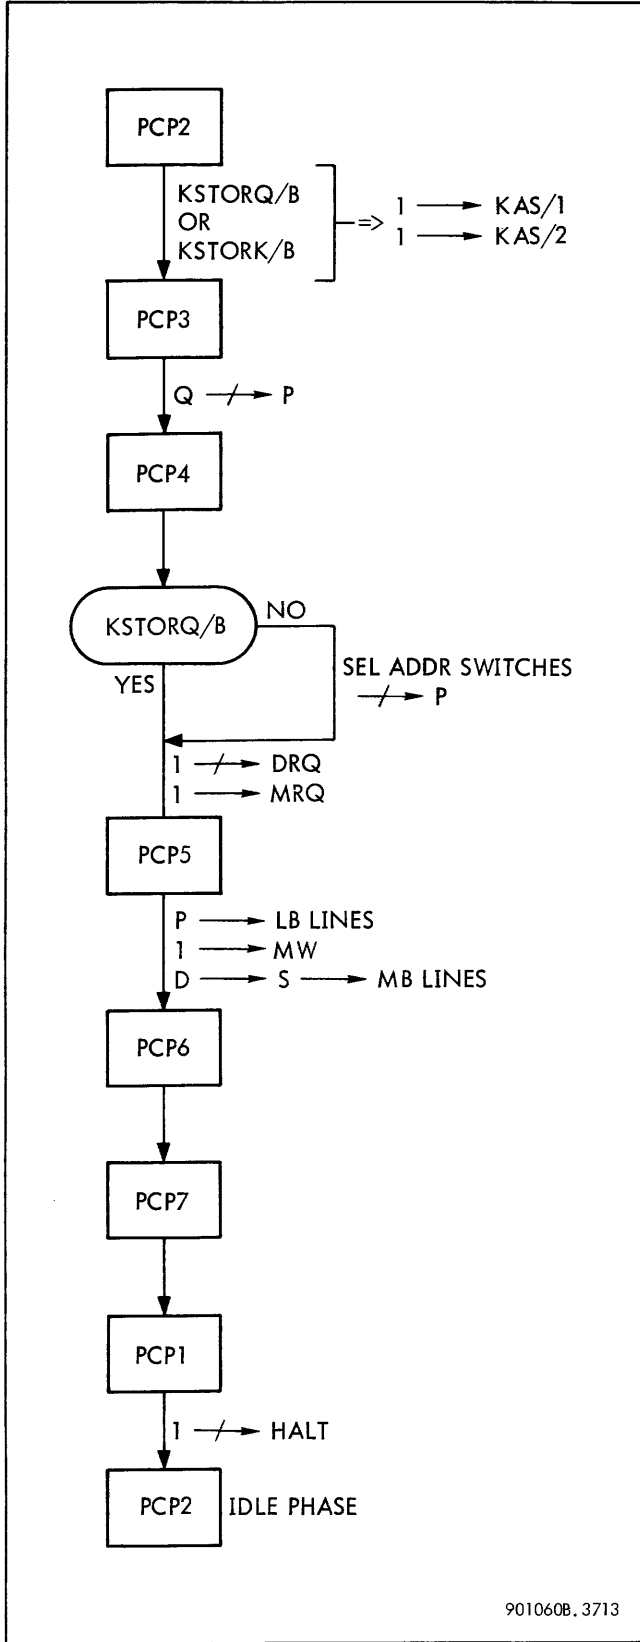 PCP2
KSTORQ/B
OR
KSTORK/B
=> 1 → KAS/1
1 → KAS/2
PCP3
Q -/→ P
PCP4
KSTORQ/B
NO
YES
SEL ADDR SWITCHES
-/→ P
1 -/→ DRQ
1 → MRQ
PCP5
P → LB LINES
1 → MW
D → S → MB LINES
PCP6
PCP7
PCP1
1 -/→ HALT
PCP2 IDLE PHASE
901060B.3713